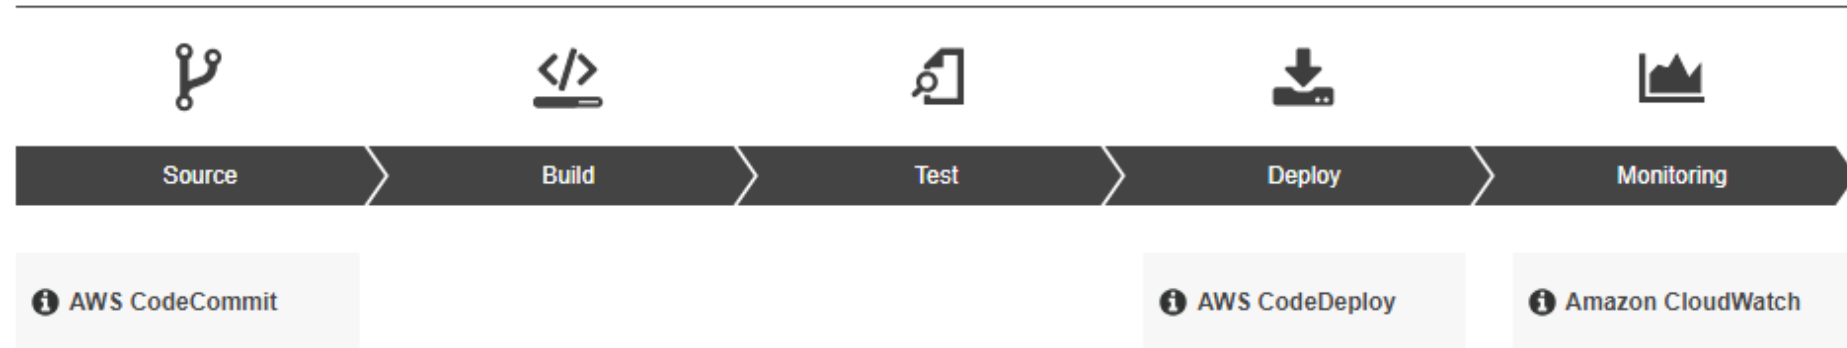 Source
Build
Test
Deploy
Monitoring
AWS CodeCommit
AWS CodeDeploy
Amazon CloudWatch